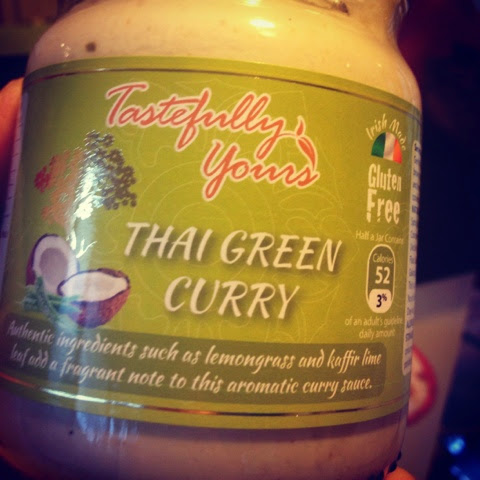 Tastefully
Yours
Irish Made
Gluten
Free
THAI GREEN
CURRY
Half a Jar Contains
Calories
52
3%
of an adult's guideline
daily amount
Authentic ingredients such as lemongrass and kaffir lime
leaf add a fragrant note to this aromatic curry sauce.